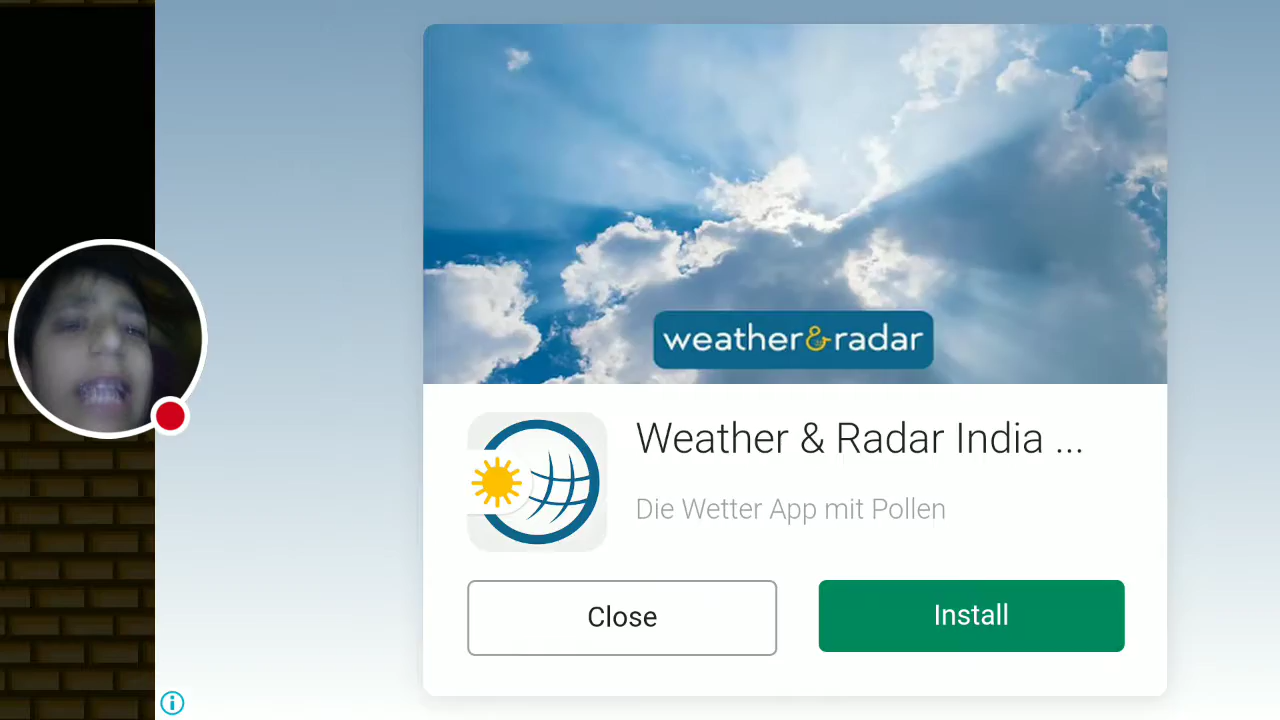 weather&radar
Weather & Radar India ...
Die Wetter App mit Pollen
Close
Install